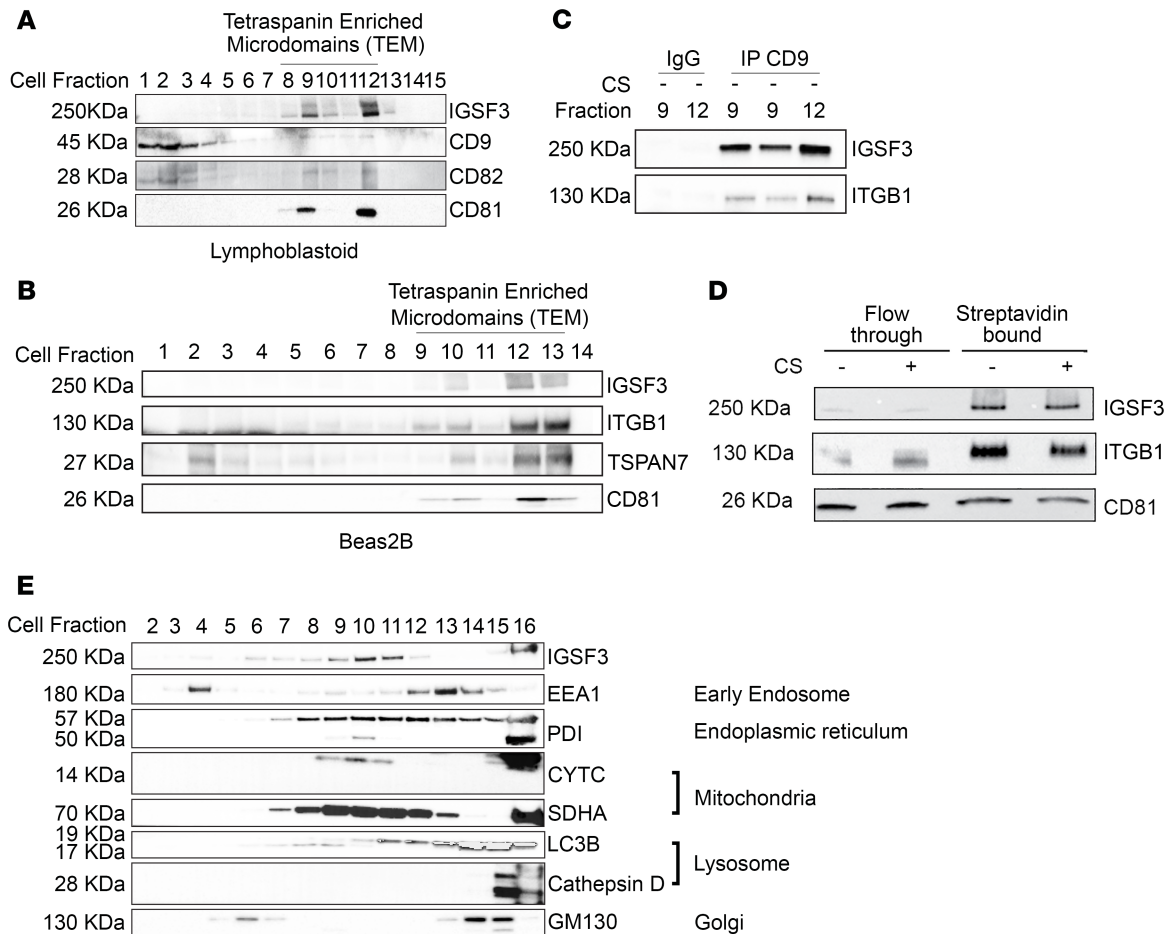 A
Tetraspanin Enriched
Microdomains (TEM)
Cell Fraction 1 2 3 4 5 6 7 8 9 10 11 12 13 14 15
250KDa IGSF3
45 KDa CD9
28 KDa CD82
26 KDa CD81
Lymphoblastoid
B
Tetraspanin Enriched
Microdomains (TEM)
Cell Fraction 1 2 3 4 5 6 7 8 9 10 11 12 13 14
250 KDa IGSF3
130 KDa ITGB1
27 KDa TSPAN7
26 KDa CD81
Beas2B
C
IgG IP CD9
CS - - - - -
Fraction 9 12 9 9 12
250 KDa IGSF3
130 KDa ITGB1
D
Flow through Streptavidin bound
CS - + - +
250 KDa IGSF3
130 KDa ITGB1
26 KDa CD81
E
Cell Fraction 2 3 4 5 6 7 8 9 10 11 12 13 14 15 16
250 KDa IGSF3
180 KDa EEA1 Early Endosome
57 KDa
50 KDa PDI Endoplasmic reticulum
14 KDa CYTC
Mitochondria
70 KDa SDHA
19 KDa
17 KDa LC3B
Lysosome
28 KDa Cathepsin D
130 KDa GM130 Golgi